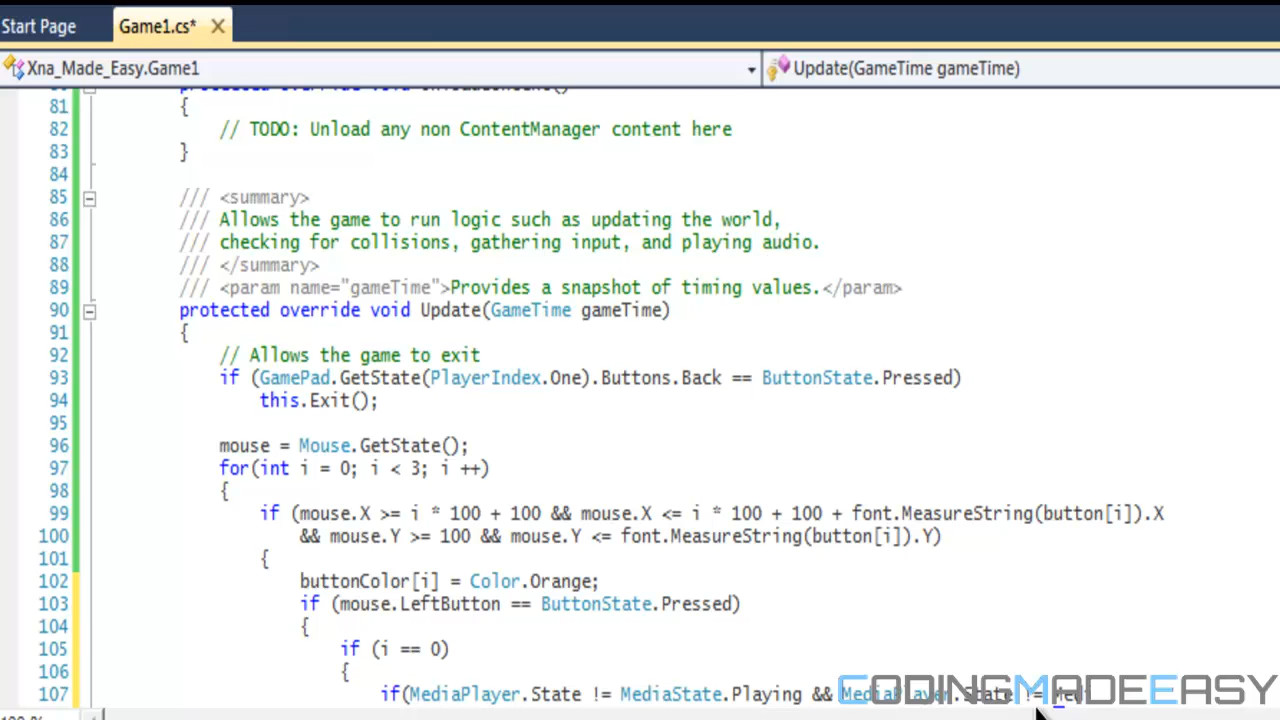 Start Page Game1.cs*
Xna_Made_Easy.Game1 Update(GameTime gameTime)
81 {
82 // TODO: Unload any non ContentManager content here
83 }
84
85 /// <summary>
86 /// Allows the game to run logic such as updating the world,
87 /// checking for collisions, gathering input, and playing audio.
88 /// </summary>
89 /// <param name="gameTime">Provides a snapshot of timing values.</param>
90 protected override void Update(GameTime gameTime)
91 {
92 // Allows the game to exit
93 if (GamePad.GetState(PlayerIndex.One).Buttons.Back == ButtonState.Pressed)
94 this.Exit();
95
96 mouse = Mouse.GetState();
97 for(int i = 0; i < 3; i ++)
98 {
99 if (mouse.X >= i * 100 + 100 && mouse.X <= i * 100 + 100 + font.MeasureString(button[i]).X
100 && mouse.Y >= 100 && mouse.Y <= font.MeasureString(button[i]).Y)
101 {
102 buttonColor[i] = Color.Orange;
103 if (mouse.LeftButton == ButtonState.Pressed)
104 {
105 if (i == 0)
106 {
107 if(MediaPlayer.State != MediaState.Playing && MediaPlayer.State != Medi
CODINGMADEEASY